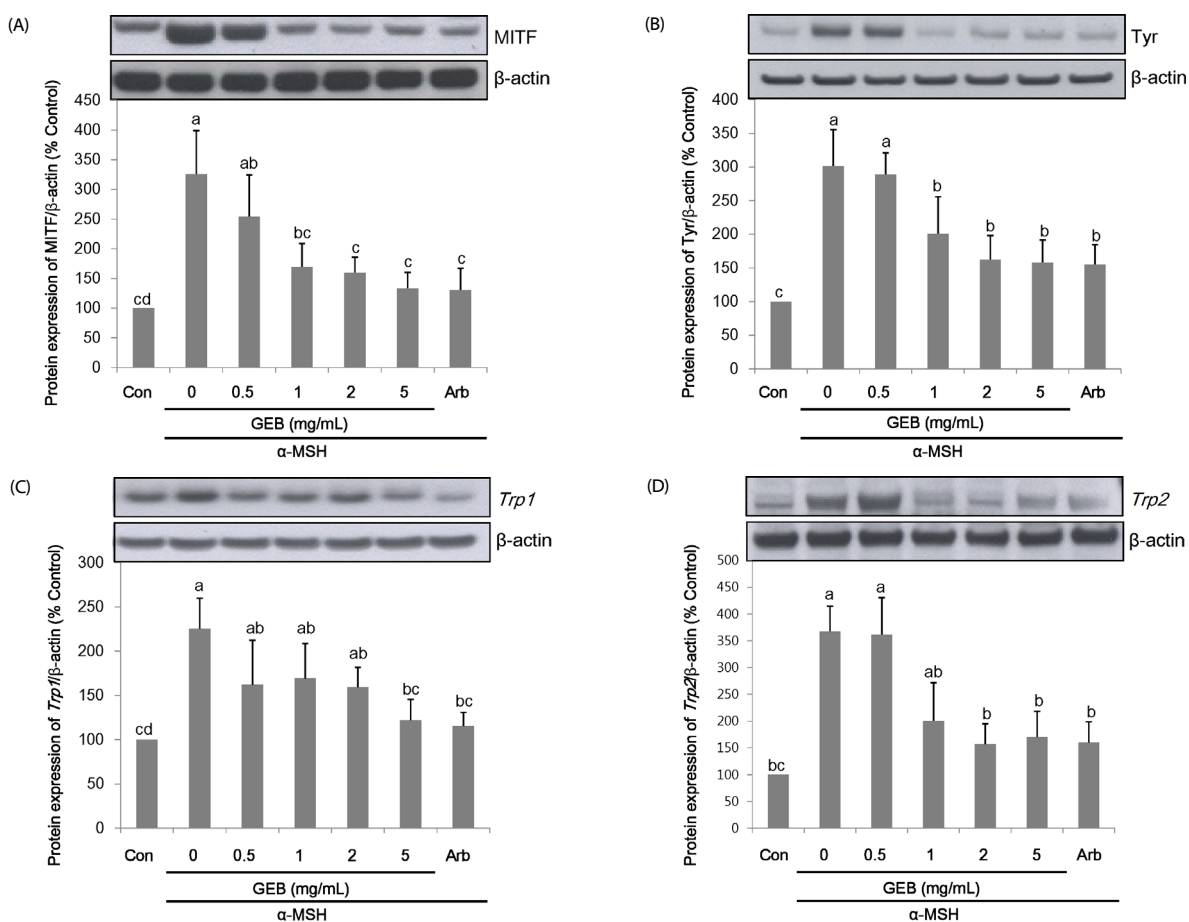 (A)
MITF
β-actin
Protein expression of MITF/β-actin (% Control)
450
400
350
300
250
200
150
100
50
0
cd
a
ab
bc
c
c
c
Con 0 0.5 1 2 5 Arb
GEB (mg/mL)
α-MSH
(B)
Tyr
β-actin
Protein expression of Tyr/β-actin (% Control)
400
350
300
250
200
150
100
50
0
c
a
a
b
b
b
b
Con 0 0.5 1 2 5 Arb
GEB (mg/mL)
α-MSH
(C)
Trp1
β-actin
Protein expression of Trp1/β-actin (% Control)
300
250
200
150
100
50
0
cd
a
ab
ab
ab
bc
bc
Con 0 0.5 1 2 5 Arb
GEB (mg/mL)
α-MSH
(D)
Trp2
β-actin
Protein expression of Trp2/β-actin (% Control)
500
450
400
350
300
250
200
150
100
50
0
bc
a
a
ab
b
b
b
Con 0 0.5 1 2 5 Arb
GEB (mg/mL)
α-MSH